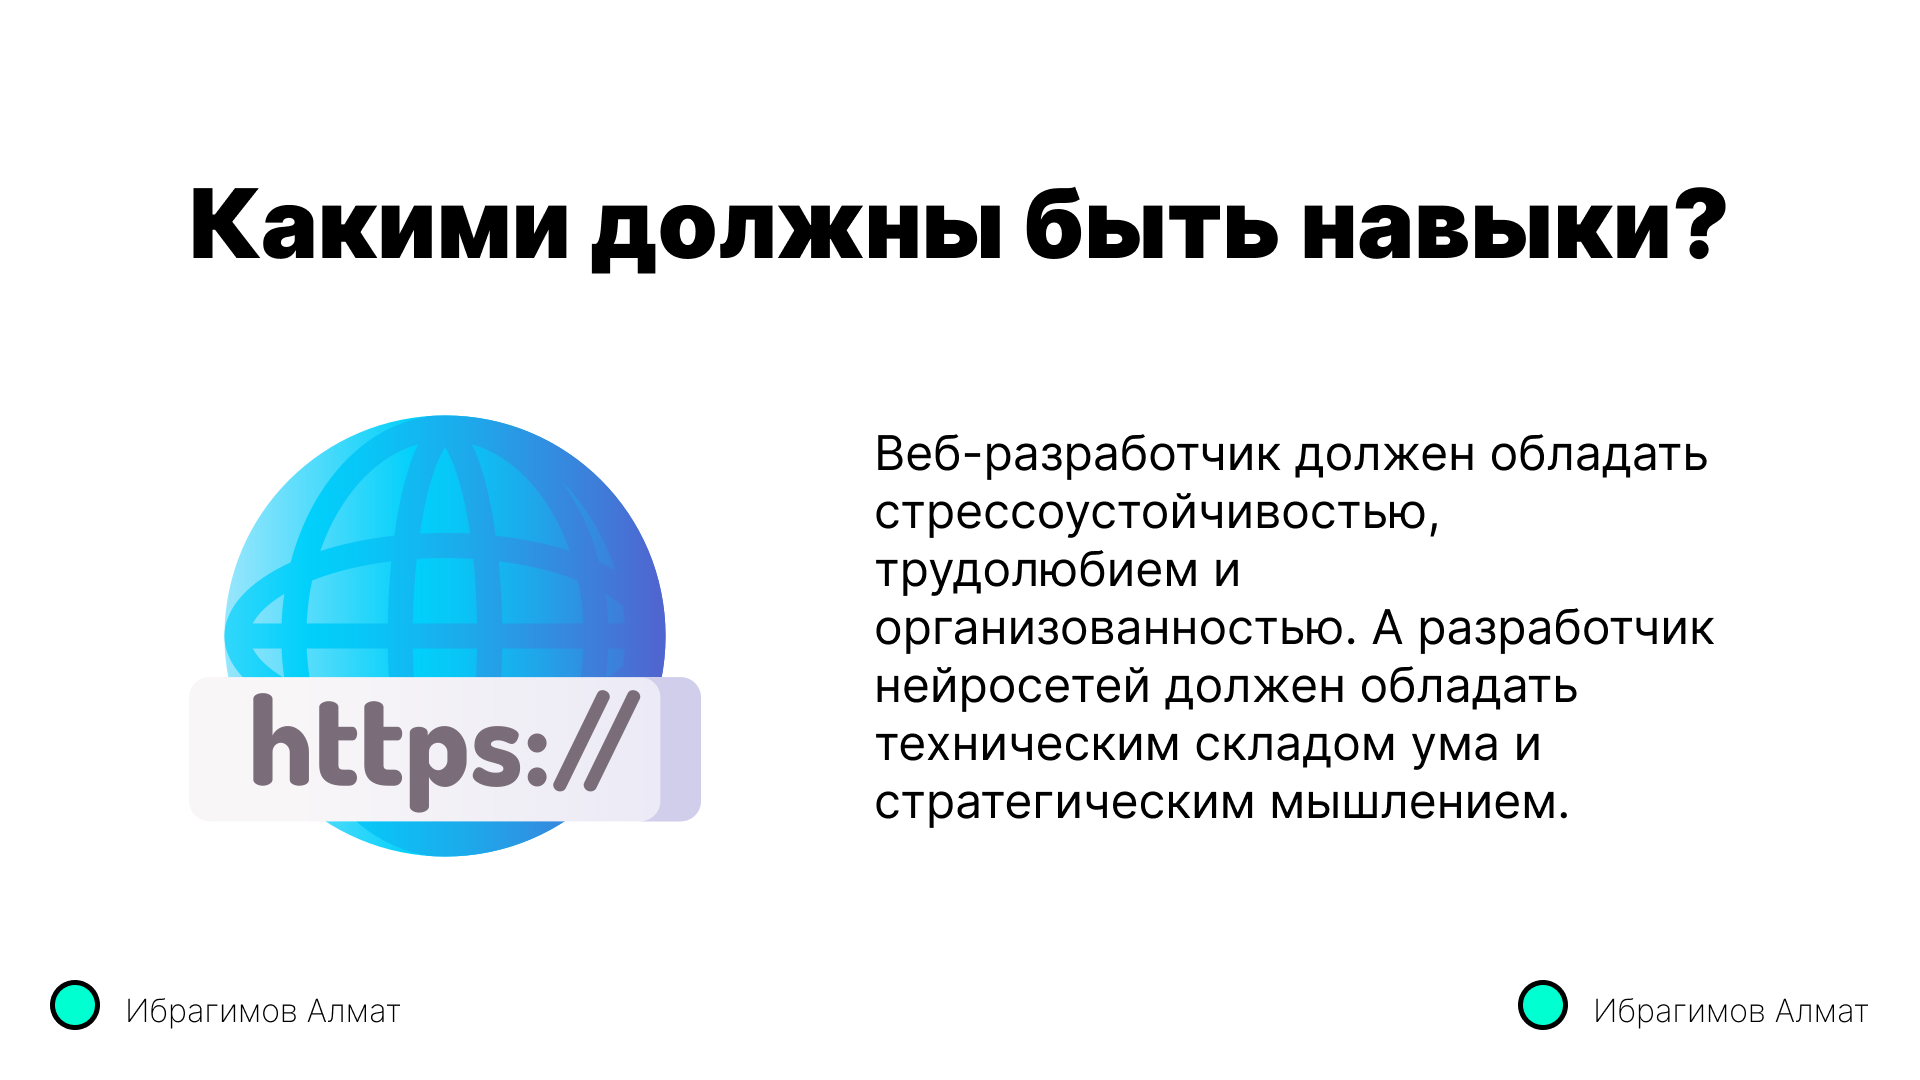 Какими должны быть навыки?
Веб-разработчик должен обладать
стрессоустойчивостью,
трудолюбием и
организованностью. А разработчик
нейросетей должен обладать
техническим складом ума и
стратегическим мышлением.
https://
Ибрагимов Алмат
Ибрагимов Алмат